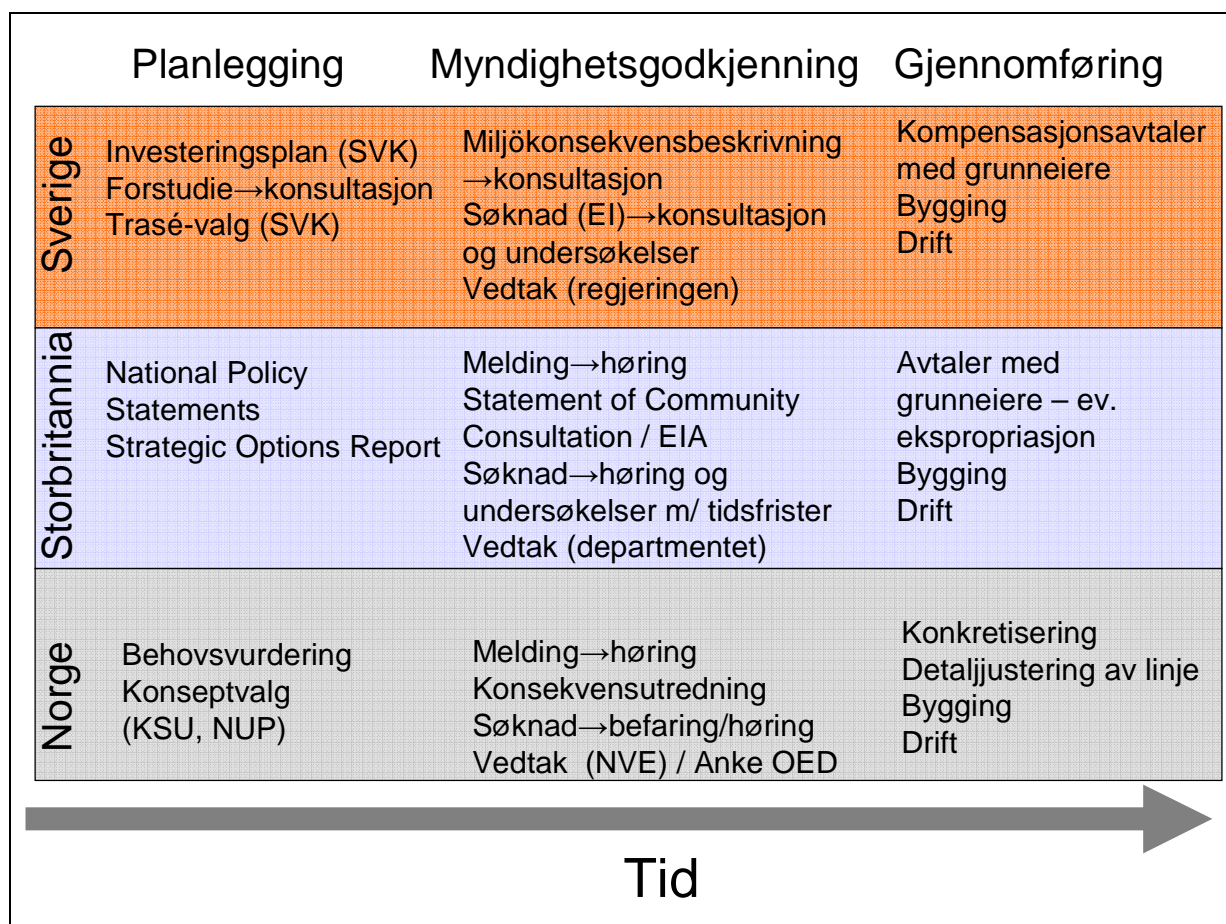 Planlegging Myndighetsgodkjenning Gjennomføring
Sverige
Investeringsplan (SVK)
Forstudie→konsultasjon
Trasé-valg (SVK)
Miljökonsekvensbeskrivning
→konsultasjon
Søknad (EI)→konsultasjon
og undersøkelser
Vedtak (regjeringen)
Kompensasjonsavtaler
med grunneiere
Bygging
Drift
Storbritannia
National Policy
Statements
Strategic Options Report
Melding→høring
Statement of Community
Consultation / EIA
Søknad→høring og
undersøkelser m/ tidsfrister
Vedtak (departmentet)
Avtaler med
grunneiere – ev.
ekspropriasjon
Bygging
Drift
Norge
Behovsvurdering
Konseptvalg
(KSU, NUP)
Melding→høring
Konsekvensutredning
Søknad→befaring/høring
Vedtak (NVE) / Anke OED
Konkretisering
Detaljjustering av linje
Bygging
Drift
Tid